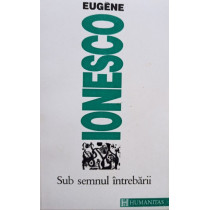 EUGÈNE
IONESCO
Sub semnul întrebării
HUMANITAS